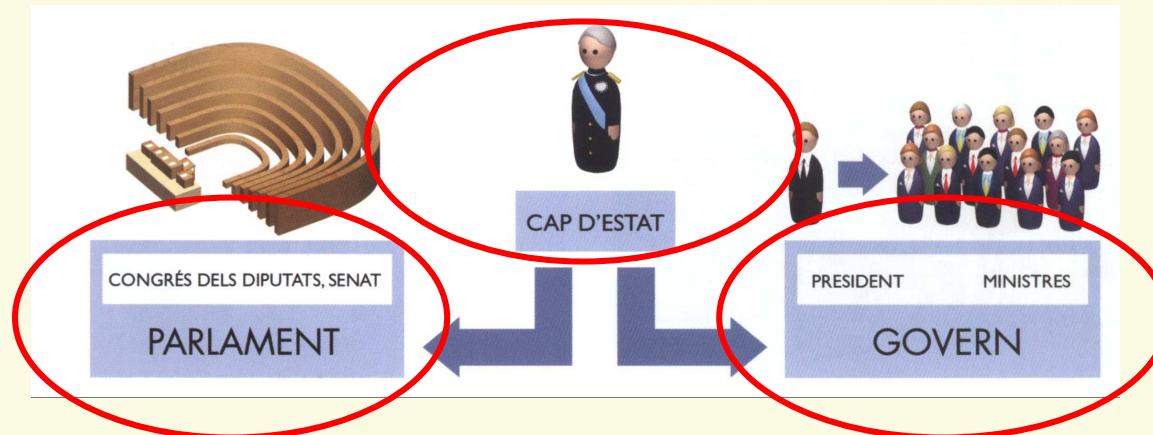 CAP D'ESTAT
CONGRÉS DELS DIPUTATS, SENAT
PARLAMENT
PRESIDENT MINISTRES
GOVERN